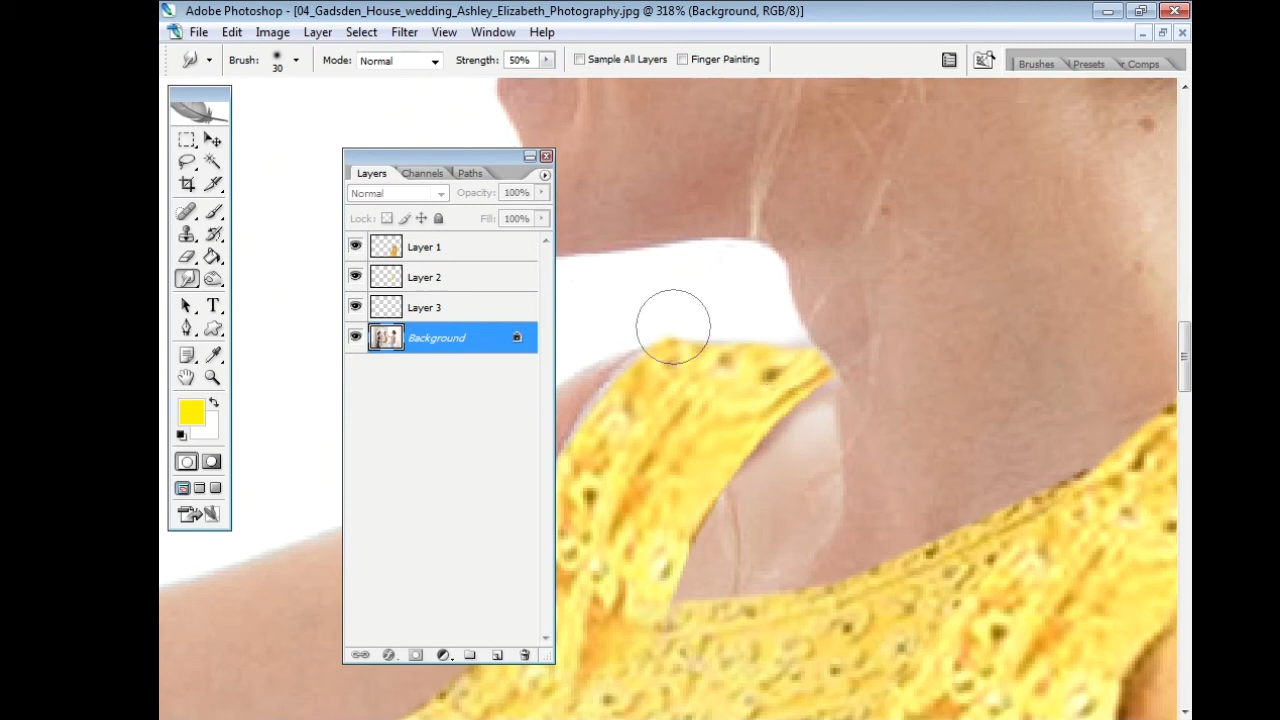 Adobe Photoshop - [04_Gadsden_House_wedding_Ashley_Elizabeth_Photography.jpg @ 318% (Background, RGB/8)]
File Edit Image Layer Select Filter View Window Help
Brush: 30 Mode: Normal Strength: 50% Sample All Layers Finger Painting Brushes Presets r Comps
Layers Channels Paths
Normal Opacity: 100%
Lock: Fill: 100%
Layer 1
Layer 2
Layer 3
Background
T